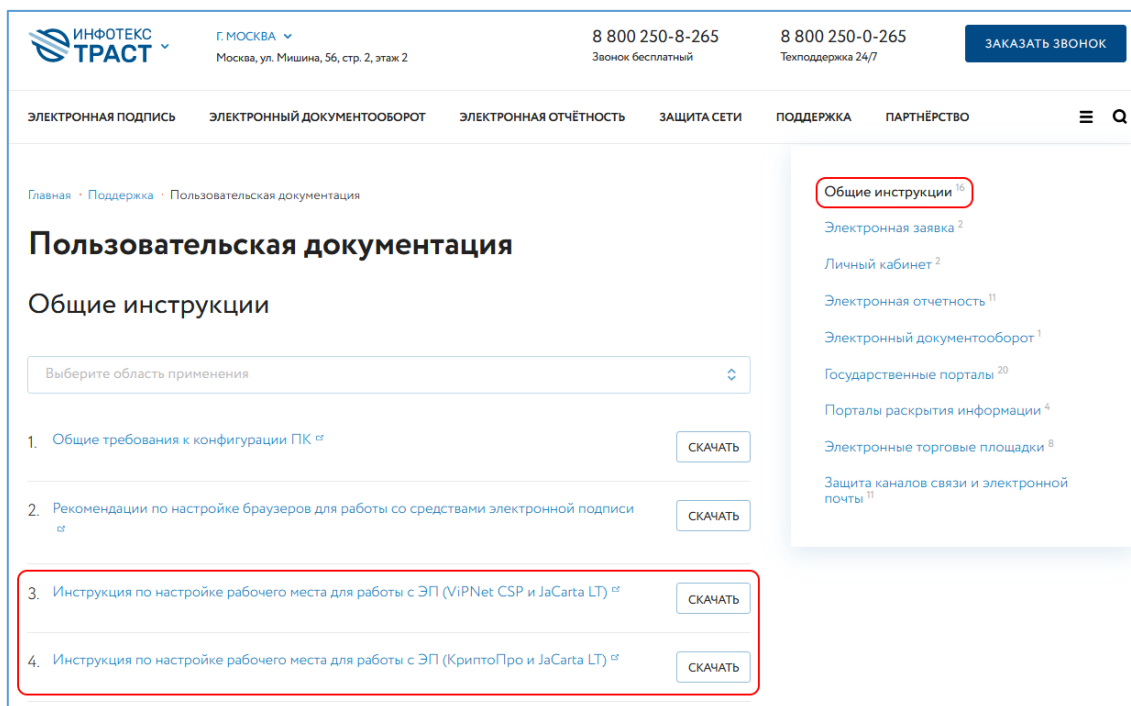 ИНФОТЕКС
ТРАСТ
Г. МОСКВА
Москва, ул. Мишина, 56, стр. 2, этаж 2
8 800 250-8-265
Звонок бесплатный
8 800 250-0-265
Техподдержка 24/7
ЗАКАЗАТЬ ЗВОНОК
ЭЛЕКТРОННАЯ ПОДПИСЬ ЭЛЕКТРОННЫЙ ДОКУМЕНТООБОРОТ ЭЛЕКТРОННАЯ ОТЧЁТНОСТЬ ЗАЩИТА СЕТИ ПОДДЕРЖКА ПАРТНЁРСТВО
Главная · Поддержка · Пользовательская документация
Пользовательская документация
Общие инструкции
Выберите область применения
1. Общие требования к конфигурации ПК
СКАЧАТЬ
2. Рекомендации по настройке браузеров для работы со средствами электронной подписи
СКАЧАТЬ
3. Инструкция по настройке рабочего места для работы с ЭП (ViPNet CSP и JaCarta LT)
СКАЧАТЬ
4. Инструкция по настройке рабочего места для работы с ЭП (КриптоПро и JaCarta LT)
СКАЧАТЬ
Общие инструкции 16
Электронная заявка 2
Личный кабинет 2
Электронная отчетность 11
Электронный документооборот 1
Государственные порталы 20
Порталы раскрытия информации 4
Электронные торговые площадки 8
Защита каналов связи и электронной
почты 11